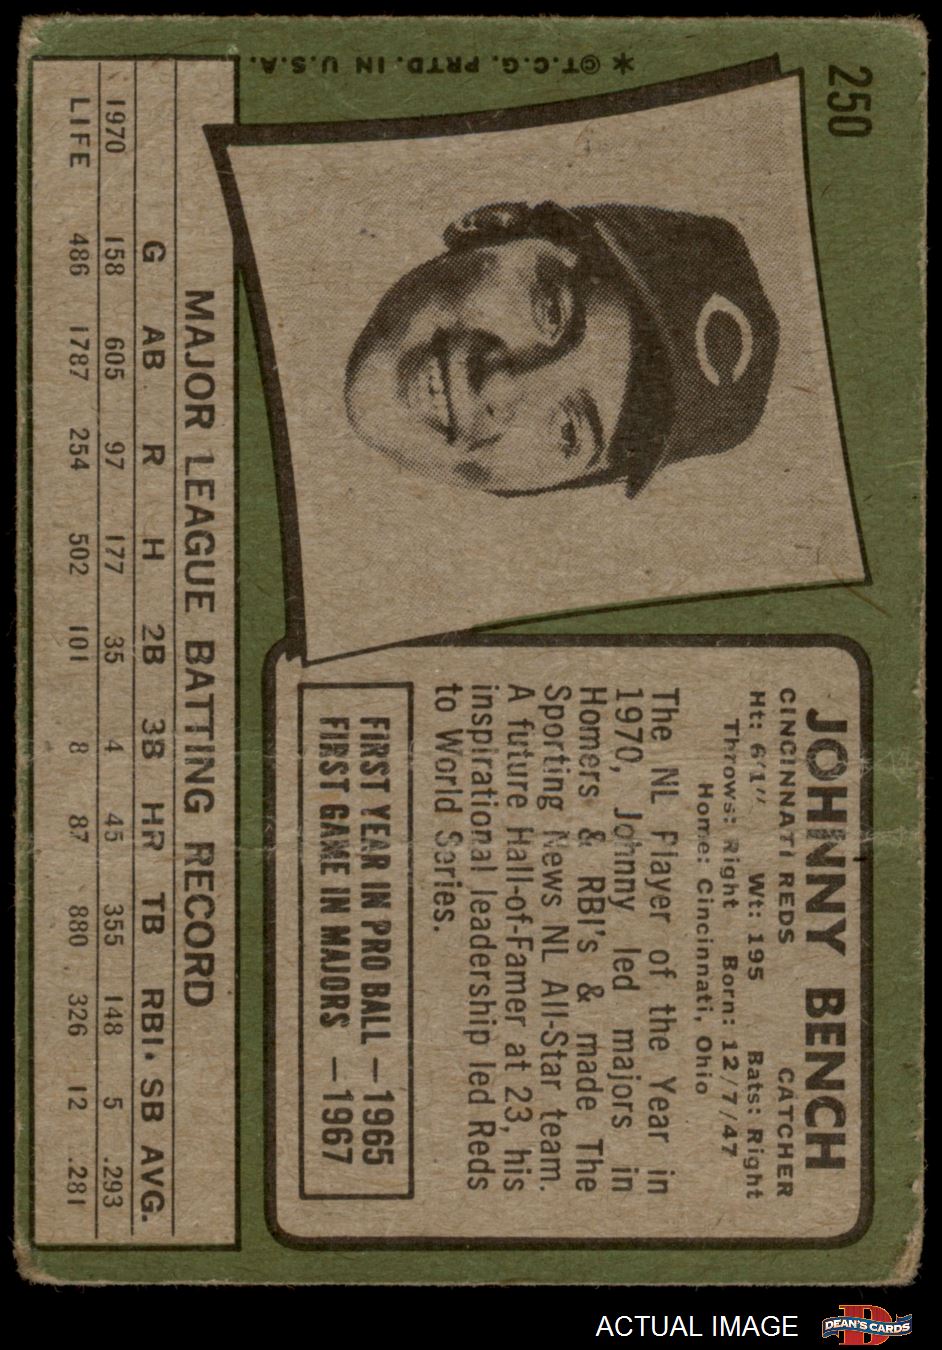 250
* ©T.C.G. PRTD. IN U.S.A.
JOHNNY BENCH
CINCINNATI REDS CATCHER
Ht: 6'1" Wt: 195 Bats: Right
Throws: Right Born: 12/7/47
Home: Cincinnati, Ohio
The NL Player of the Year in
1970, Johnny led majors in
Homers & RBI's & made The
Sporting News NL All-Star team.
A future Hall-of-Famer at 23, his
inspirational leadership led Reds
to World Series.
FIRST YEAR IN PRO BALL —1965
FIRST GAME IN MAJORS —1967
MAJOR LEAGUE BATTING RECORD
G AB R H 2B 3B HR TB RBI· SB AVG.
1970 158 605 97 177 35 4 45 355 148 5 .293
LIFE 486 1787 254 502 101 8 87 880 326 12 .281
C
ACTUAL IMAGE
D
DEAN'S CARDS